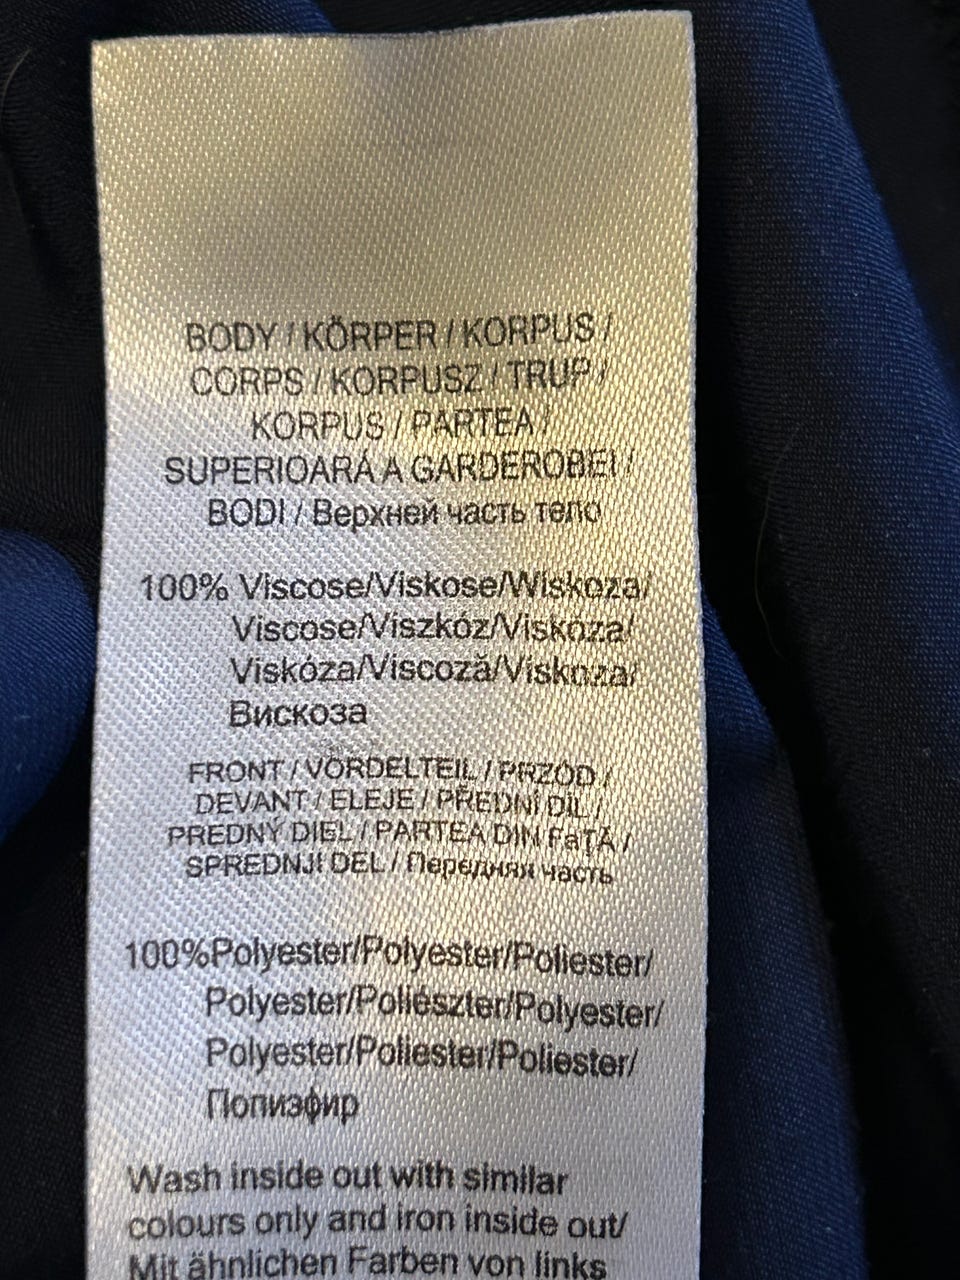 BODY / KÖRPER / KORPUS /
CORPS / KORPUSZ / TRUP /
KORPUS / PARTEA /
SUPERIOARÁ A GARDEROBEI /
BODI / Верхней часть тело
100% Viscose/Viskose/Wiskoza/
Viscose/Viszkóz/Viskóza/
Viskóza/Viscoză/Viskoza/
Вискоза
FRONT / VORDELTEIL / PRZÓD /
DEVANT / ELEJE / PŘEDNÍ DÍL /
PREDNÝ DIEL / PARTEA DIN FaŢĂ /
SPREDNJI DEL / Передняя часть
100%Polyester/Polyester/Poliester/
Polyester/Poliészter/Polyester/
Polyester/Poliester/Poliester/
Полиэфир
Wash inside out with similar
colours only and iron inside out/
Mit ähnlichen Farben von links